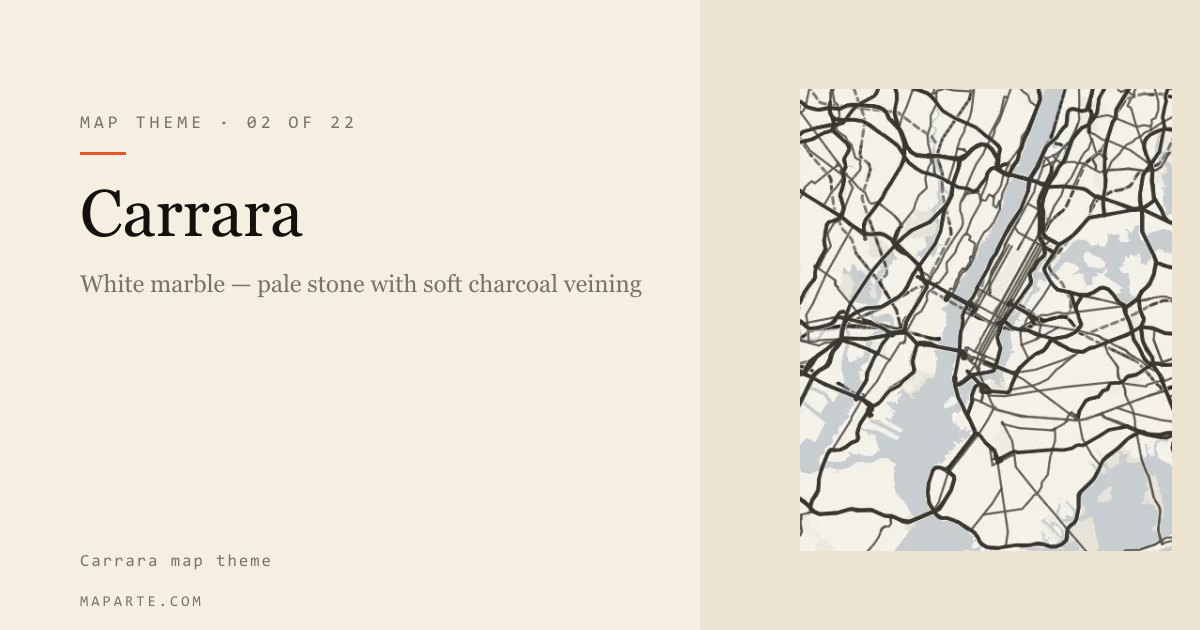 MAP THEME · 02 OF 22
Carrara
White marble — pale stone with soft charcoal veining
Carrara map theme
MAPARTE.COM